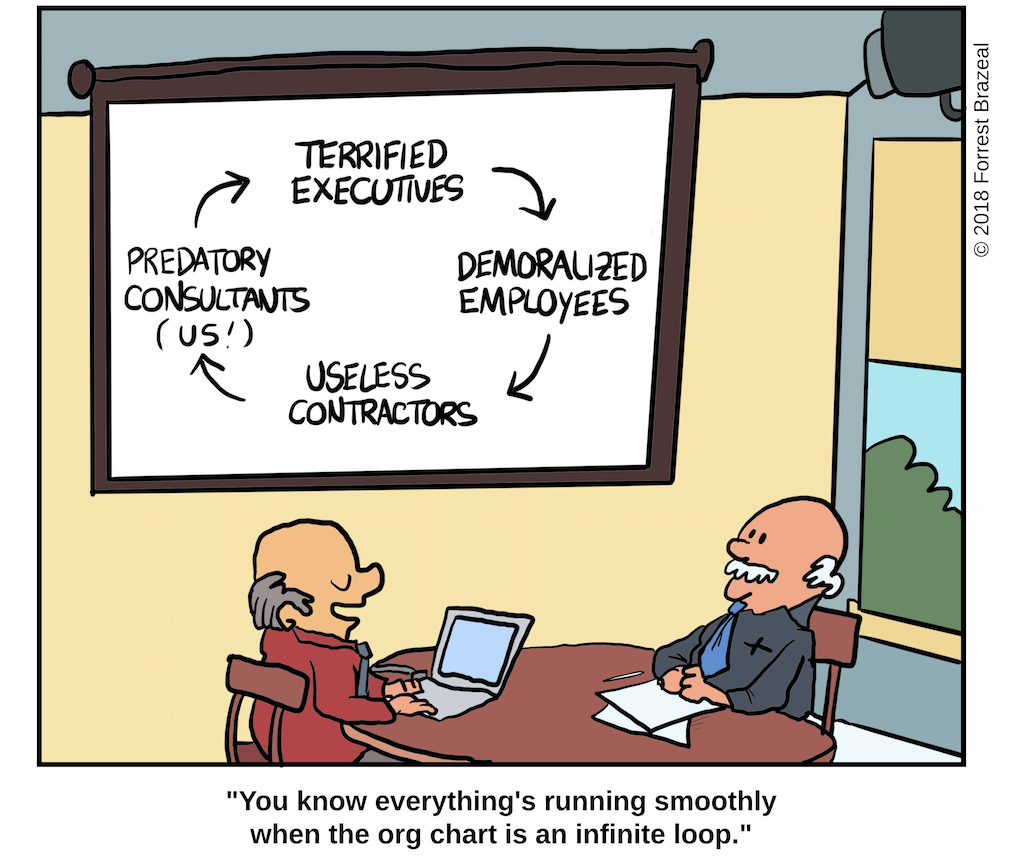 TERRIFIED
EXECUTIVES
PREDATORY
CONSULTANTS
(US!)
DEMORALIZED
EMPLOYEES
USELESS
CONTRACTORS
© 2018 Forrest Brazeal
"You know everything's running smoothly
when the org chart is an infinite loop."